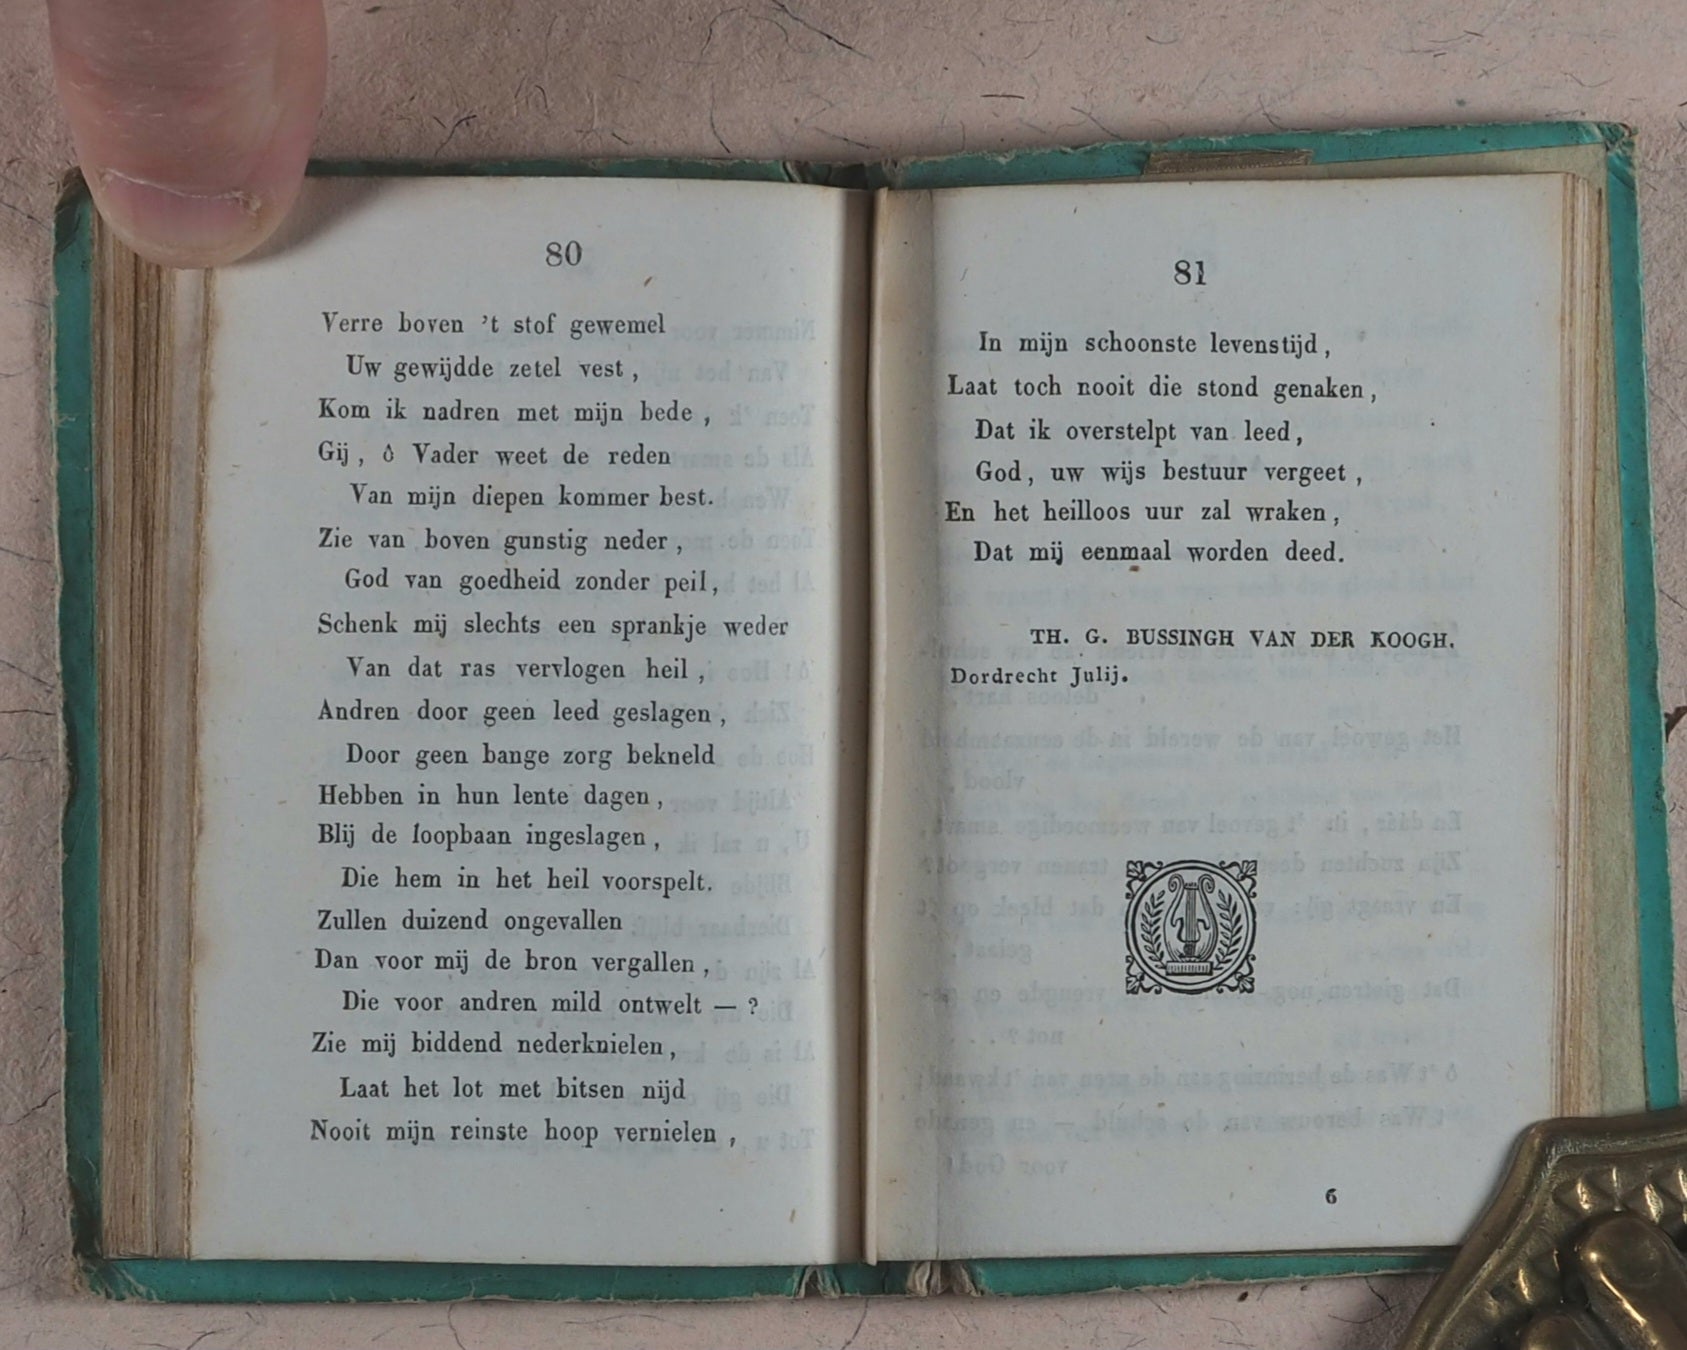 80
Verre boven 't stof gewemel
Uw gewijdde zetel vest,
Kom ik nadren met mijn bede,
Gij, ô Vader weet de reden
Van mijn diepen kommer best.
Zie van boven gunstig neder,
God van goedheid zonder peil,
Schenk mij slechts een sprankje weder
Van dat ras vervlogen heil,
Andren door geen leed geslagen,
Door geen bange zorg bekneld
Hebben in hun lente dagen,
Blij de loopbaan ingeslagen,
Die hem in het heil voorspelt.
Zullen duizend ongevallen
Dan voor mij de bron vergallen,
Die voor andren mild ontwelt — ?
Zie mij biddend nederknielen,
Laat het lot met bitsen nijd
Nooit mijn reinste hoop vernielen,
81
In mijn schoonste levenstijd,
Laat toch nooit die stond genaken,
Dat ik overstelpt van leed,
God, uw wijs bestuur vergeet,
En het heilloos uur zal wraken,
Dat mij eenmaal worden deed.
TH. G. BUSSINGH VAN DER KOOGH.
Dordrecht Julij.
6